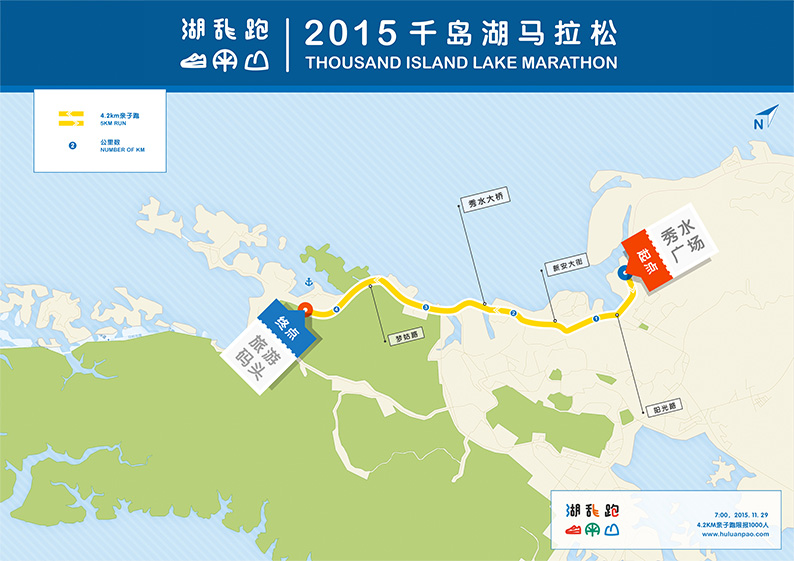 湖乱跑
2015 千岛湖马拉松
THOUSAND ISLAND LAKE MARATHON
4.2km亲子跑
5KM RUN
2
公里数
NUMBER OF KM
N
秀水大桥
秀水
广场
起点
新安大街
4
3
2
1
终点
旅游
码头
梦姑路
阳光路
湖乱跑
7:00, 2015. 11. 29
4.2KM亲子跑限报1000人
www.huluanpao.com